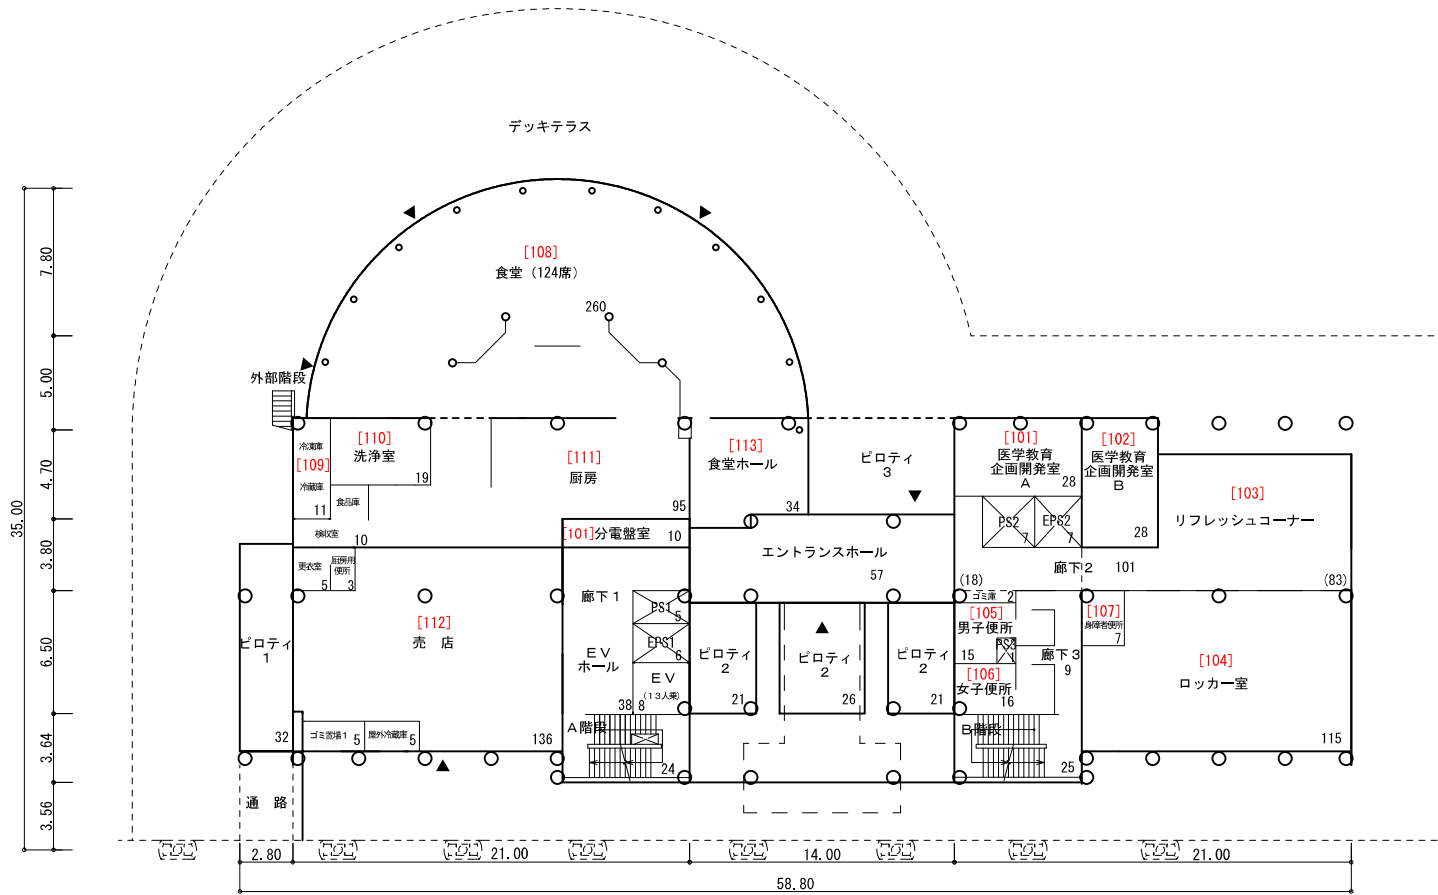 デッキテラス
[108]
食堂 (124席)
260
外部階段
冷凍庫
[109]
冷蔵庫
11
[110]
洗浄室
19
食品庫
検収室
10
[111]
厨房
95
[113]
食堂ホール
34
ピロティ
3
[101]
医学教育
企画開発室
A
28
[102]
医学教育
企画開発室
B
28
[103]
リフレッシュコーナー
(83)
[101]分電盤室
10
エントランスホール
57
PS2
7
EPS2
7
廊下2
101
(18)
更衣室
5
厨房用
便所
3
[112]
売 店
136
ピロティ
1
32
廊下1
PS1
5
EPS1
6
EV
ホール
38
EV
(13人乗)
8
ピロティ
2
21
ピロティ
2
26
ピロティ
2
21
ゴミ庫
2
[105]
男子便所
15
PS3
1
[106]
女子便所
16
廊下3
9
[107]
身障者便所
7
[104]
ロッカー室
115
ゴミ置場1
5
屋外冷蔵庫
5
A階段
24
B階段
25
通 路
7.80
5.00
4.70
3.80
6.50
3.64
3.56
35.00
2.80
21.00
14.00
21.00
58.80